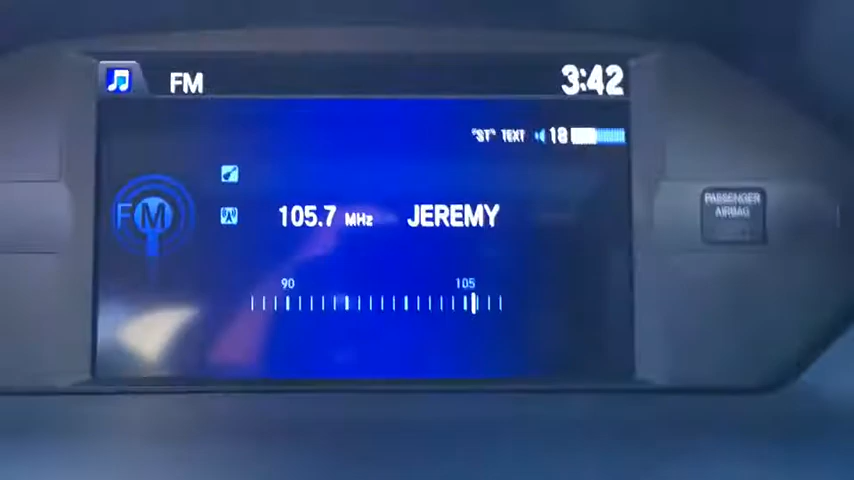 FM 3:42
"ST" TEXT 18
FM
105.7 MHz JEREMY
90 105
PASSENGER
AIRBAG